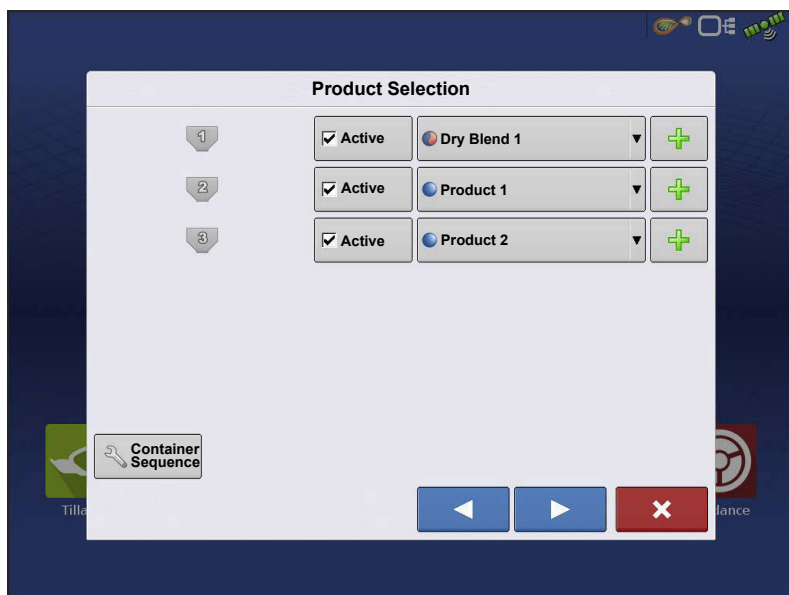 Product Selection
1 Active Dry Blend 1
2 Active Product 1
3 Active Product 2
Container
Sequence
Tilla
dance